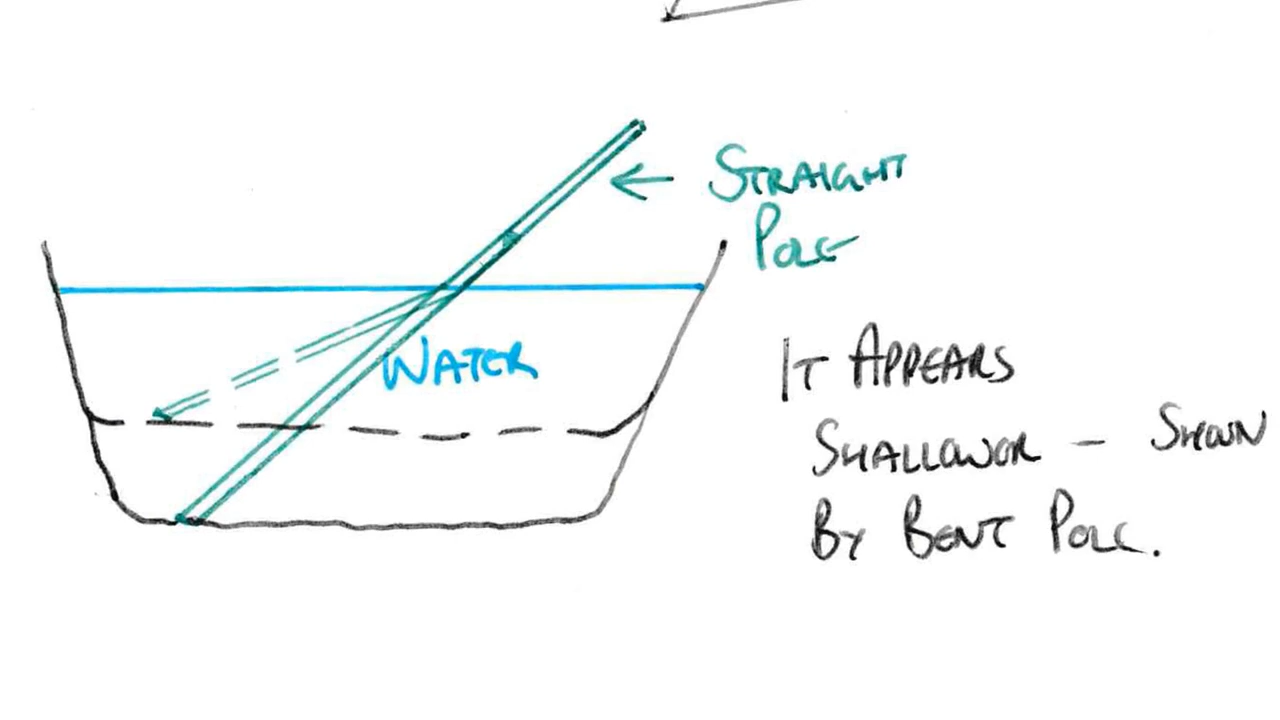 STRAIGHT
POLE
WATER
IT APPEARS
SHALLOWER – SHOWN
BY BENT POLE.